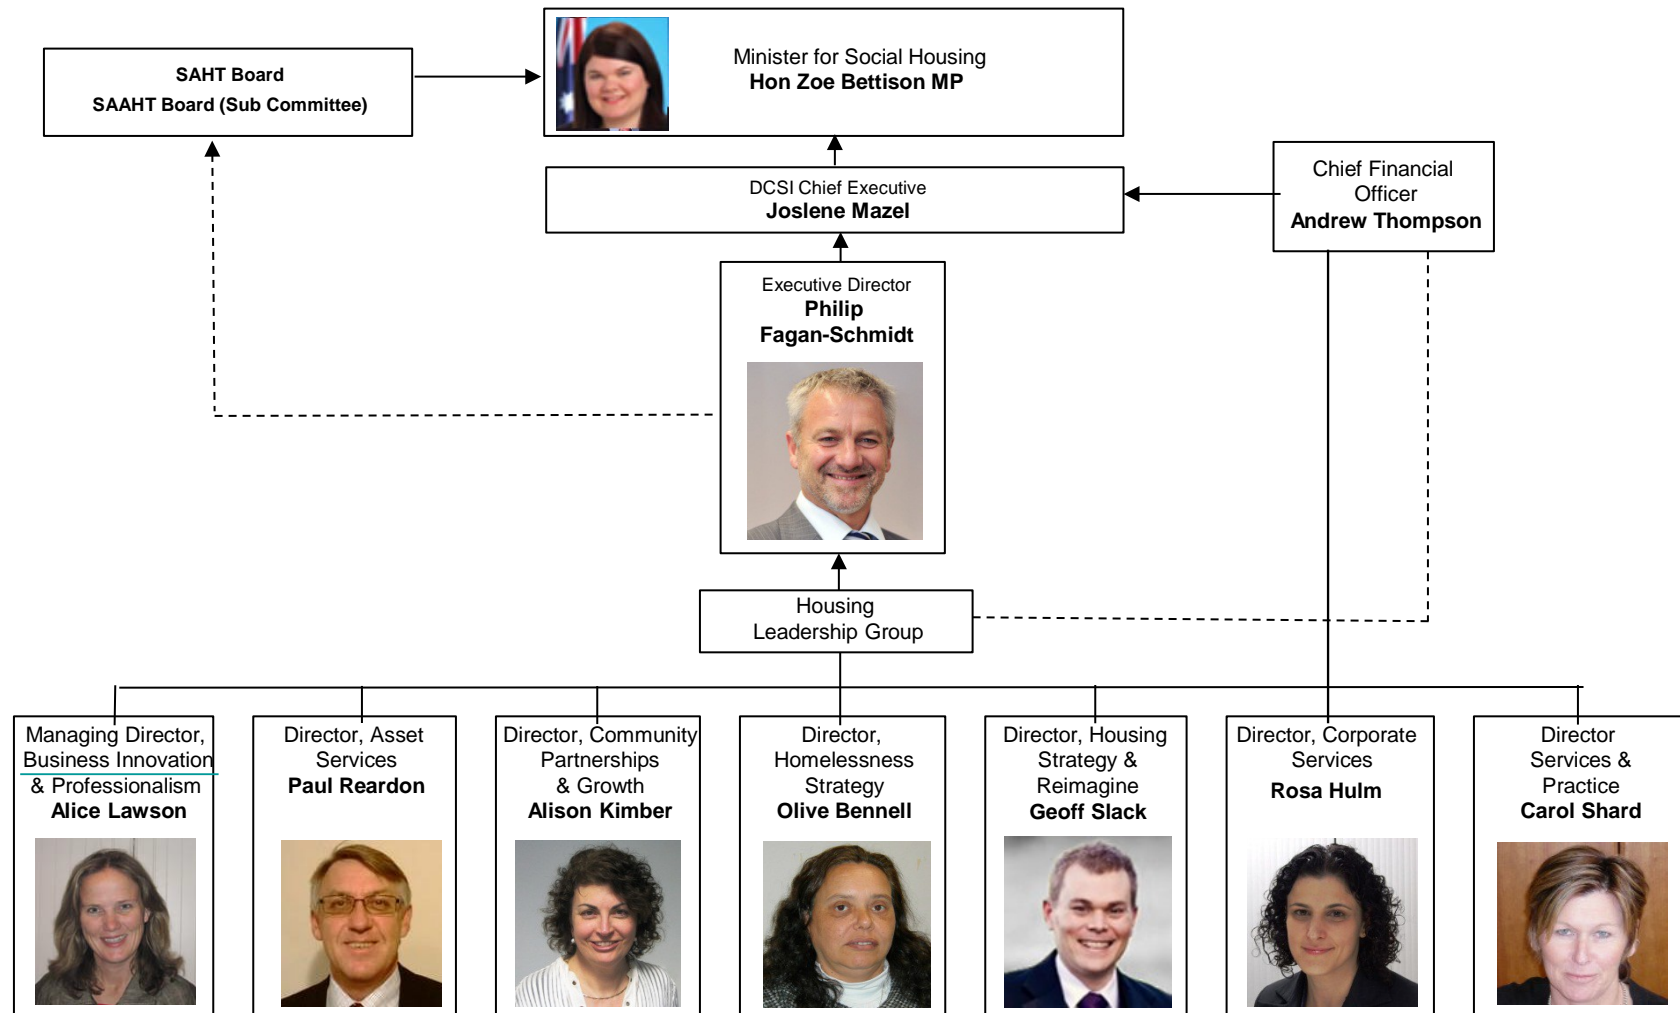 SAHT Board
SAAHT Board (Sub Committee)
Minister for Social Housing
Hon Zoe Bettison MP
DCSI Chief Executive
Joslene Mazel
Chief Financial
Officer
Andrew Thompson
Executive Director
Philip
Fagan-Schmidt
Housing
Leadership Group
Managing Director,
Business Innovation
& Professionalism
Alice Lawson
Director, Asset
Services
Paul Reardon
Director, Community
Partnerships
& Growth
Alison Kimber
Director,
Homelessness
Strategy
Olive Bennell
Director, Housing
Strategy &
Reimagine
Geoff Slack
Director, Corporate
Services
Rosa Hulm
Director
Services &
Practice
Carol Shard